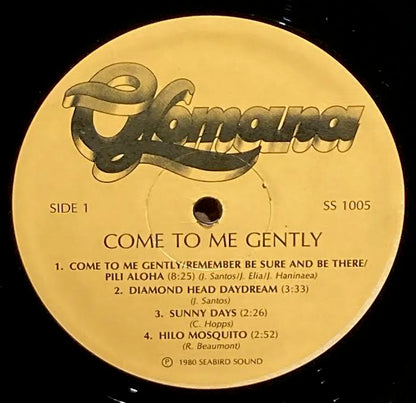 Olomana
SIDE 1
SS 1005
COME TO ME GENTLY
1. COME TO ME GENTLY/REMEMBER BE SURE AND BE THERE/
PILI ALOHA (8:25) (J. Santos/J. Elia/J. Haninaea)
2. DIAMOND HEAD DAYDREAM (3:33)
(J. Santos)
3. SUNNY DAYS (2:26)
(C. Hopps)
4. HILO MOSQUITO (2:52)
(R. Beaumont)
Ⓟ 1980 SEABIRD SOUND